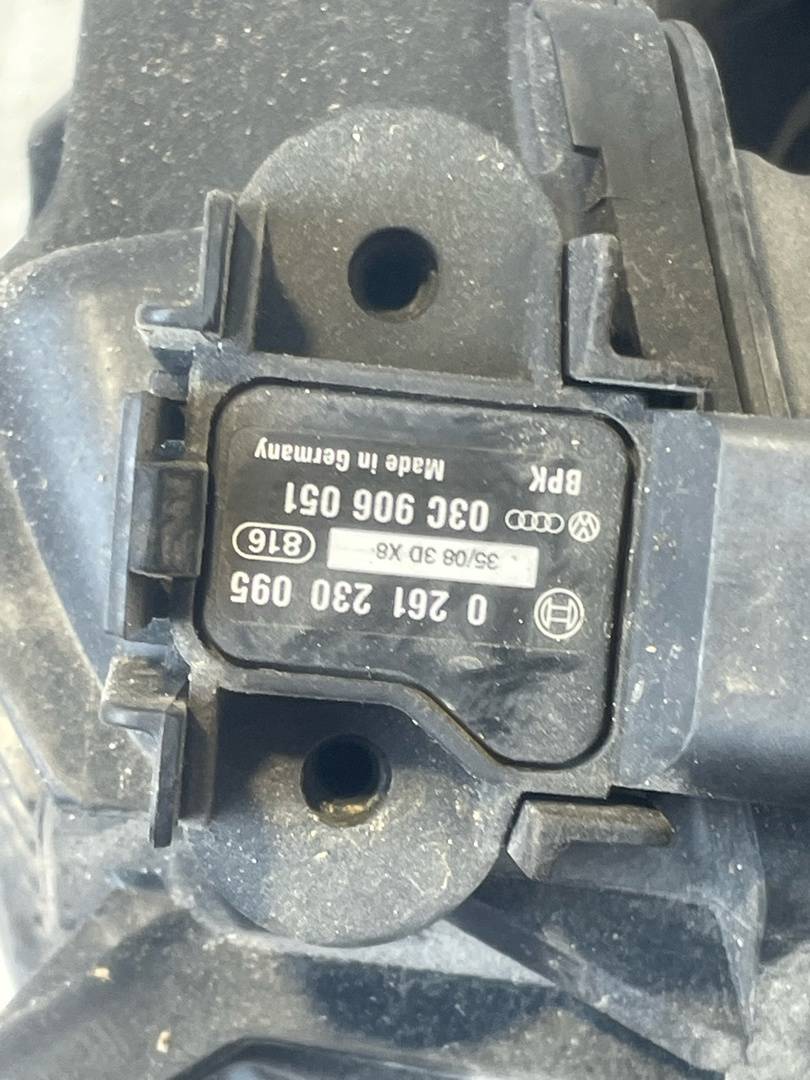 0 261 230 095
35/08 3D X8
816
03C 906 051
BPK Made in Germany